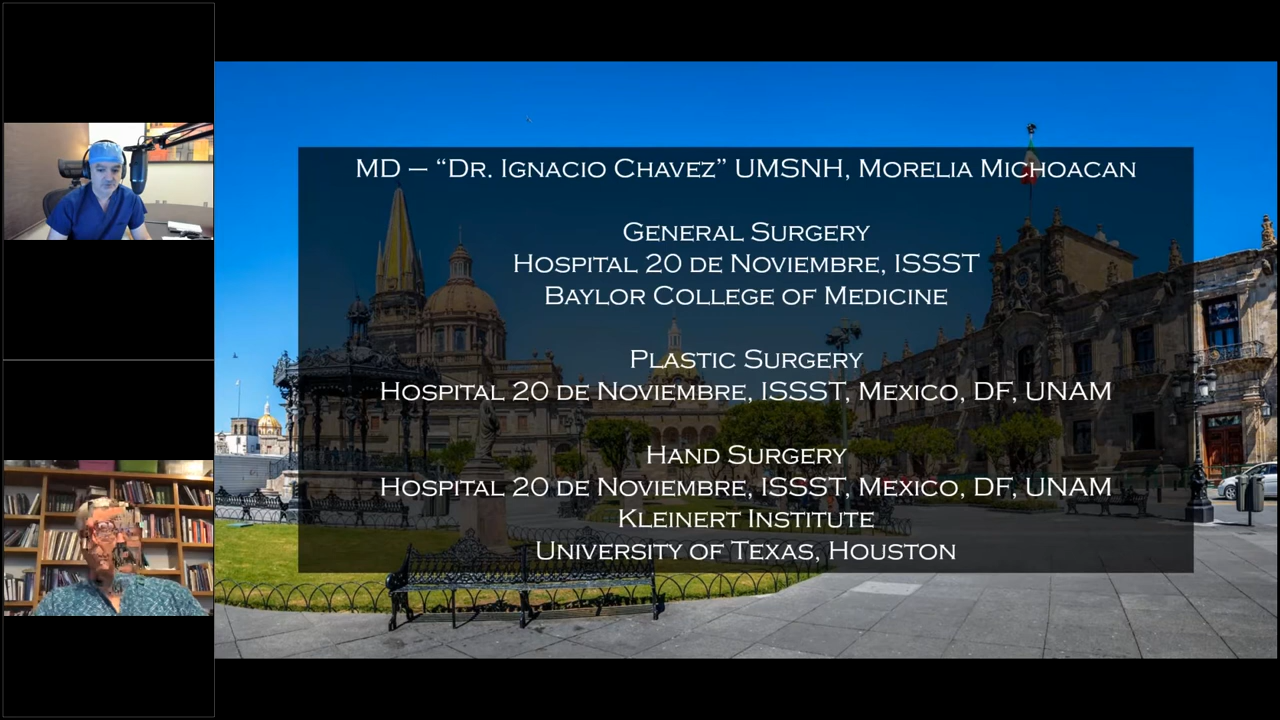 MD – “Dr. Ignacio Chavez” UMSNH, Morelia Michoacan
General Surgery
Hospital 20 de Noviembre, ISSST
Baylor College of Medicine
Plastic Surgery
Hospital 20 de Noviembre, ISSST, Mexico, DF, UNAM
Hand Surgery
Hospital 20 de Noviembre, ISSST, Mexico, DF, UNAM
Kleinert Institute
University of Texas, Houston